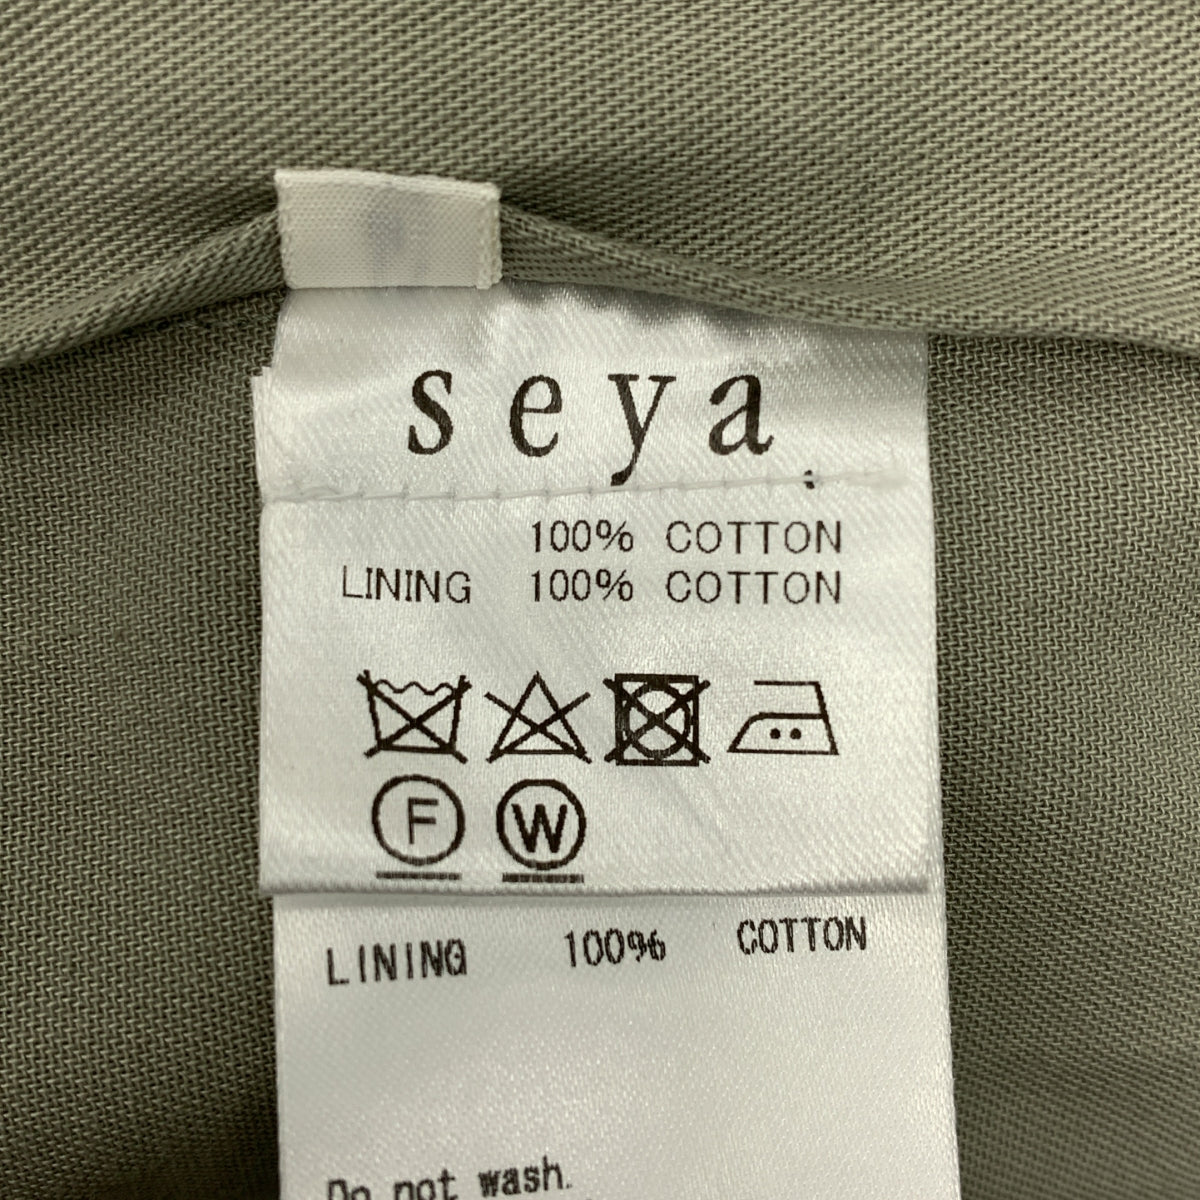 seya.
100% COTTON
LINING 100% COTTON
F W
LINING 100% COTTON
Do not wash.